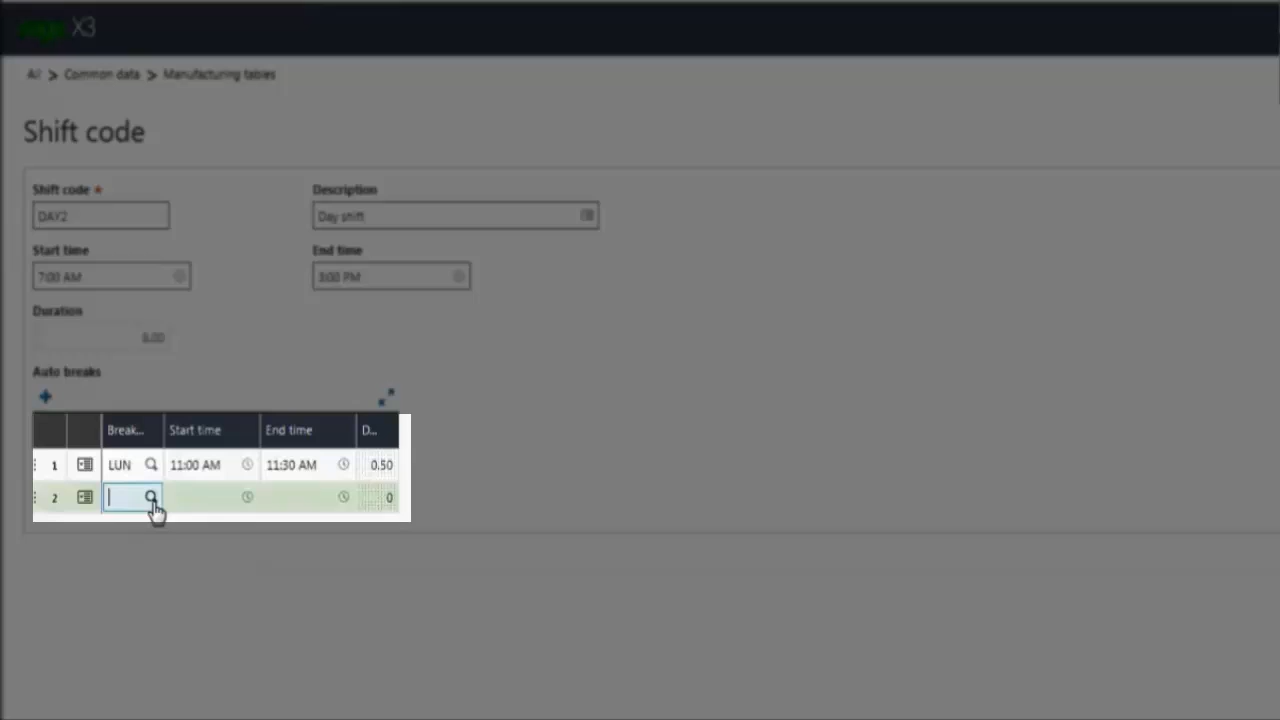 X3
All > Common data > Manufacturing tables
Shift code
Shift code * Description
DAY2 Day shift
Start time End time
7:00 AM 3:00 PM
Duration
8.00
Auto breaks
Break... Start time End time D...
1 LUN 11:00 AM 11:30 AM 0.50
2 0